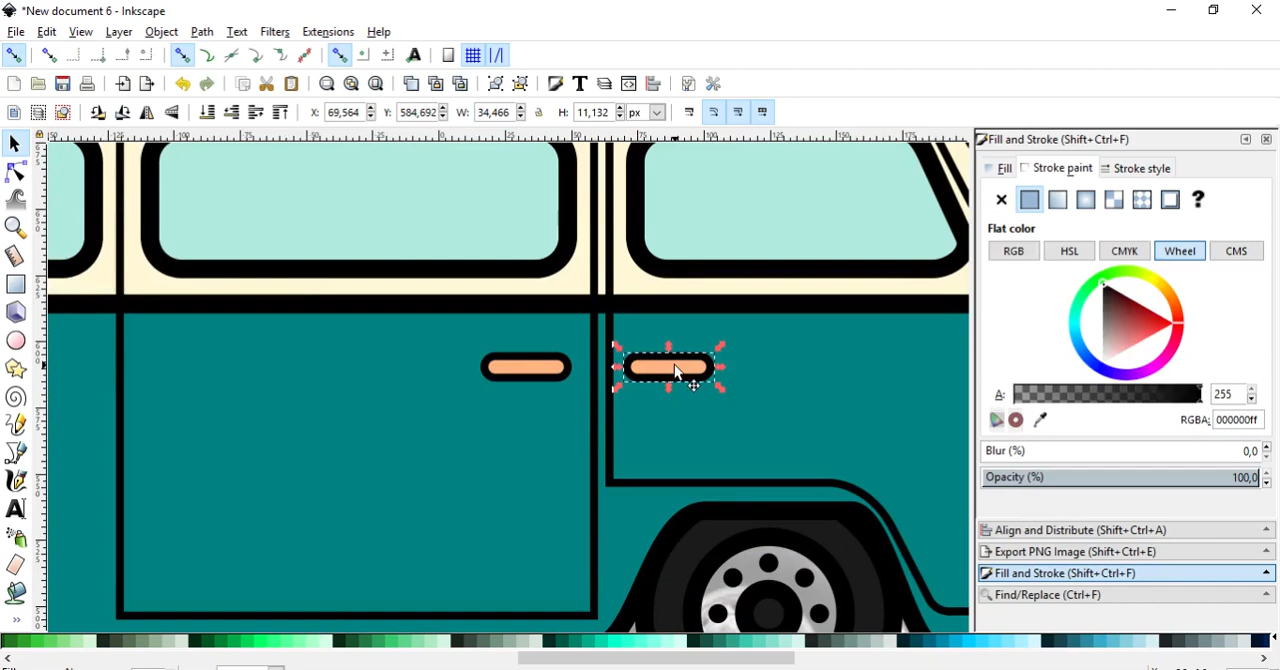 *New document 6 - Inkscape
File Edit View Layer Object Path Text Filters Extensions Help
X: 69,564 Y: 584,692 W: 34,466 H: 11,132 px
Fill and Stroke (Shift+Ctrl+F)
Fill Stroke paint Stroke style
Flat color
RGB HSL CMYK Wheel CMS
A: 255
RGBA: 000000ff
Blur (%) 0,0
Opacity (%) 100,0
Align and Distribute (Shift+Ctrl+A)
Export PNG Image (Shift+Ctrl+E)
Fill and Stroke (Shift+Ctrl+F)
Find/Replace (Ctrl+F)